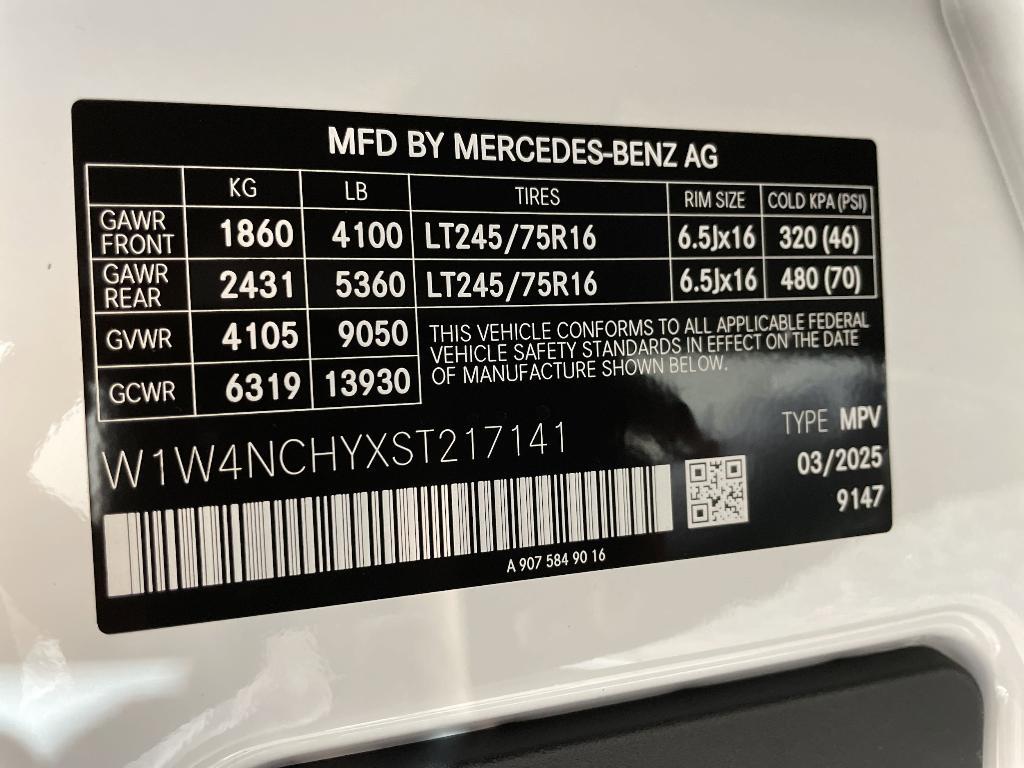 MFD BY MERCEDES-BENZ AG
KG LB TIRES RIM SIZE COLD KPA (PSI)
GAWR FRONT 1860 4100 LT245/75R16 6.5Jx16 320 (46)
GAWR REAR 2431 5360 LT245/75R16 6.5Jx16 480 (70)
GVWR 4105 9050
GCWR 6319 13930
THIS VEHICLE CONFORMS TO ALL APPLICABLE FEDERAL
VEHICLE SAFETY STANDARDS IN EFFECT ON THE DATE
OF MANUFACTURE SHOWN BELOW.
W1W4NCHYXST217141
TYPE MPV
03/2025
9147
A 907 584 90 16